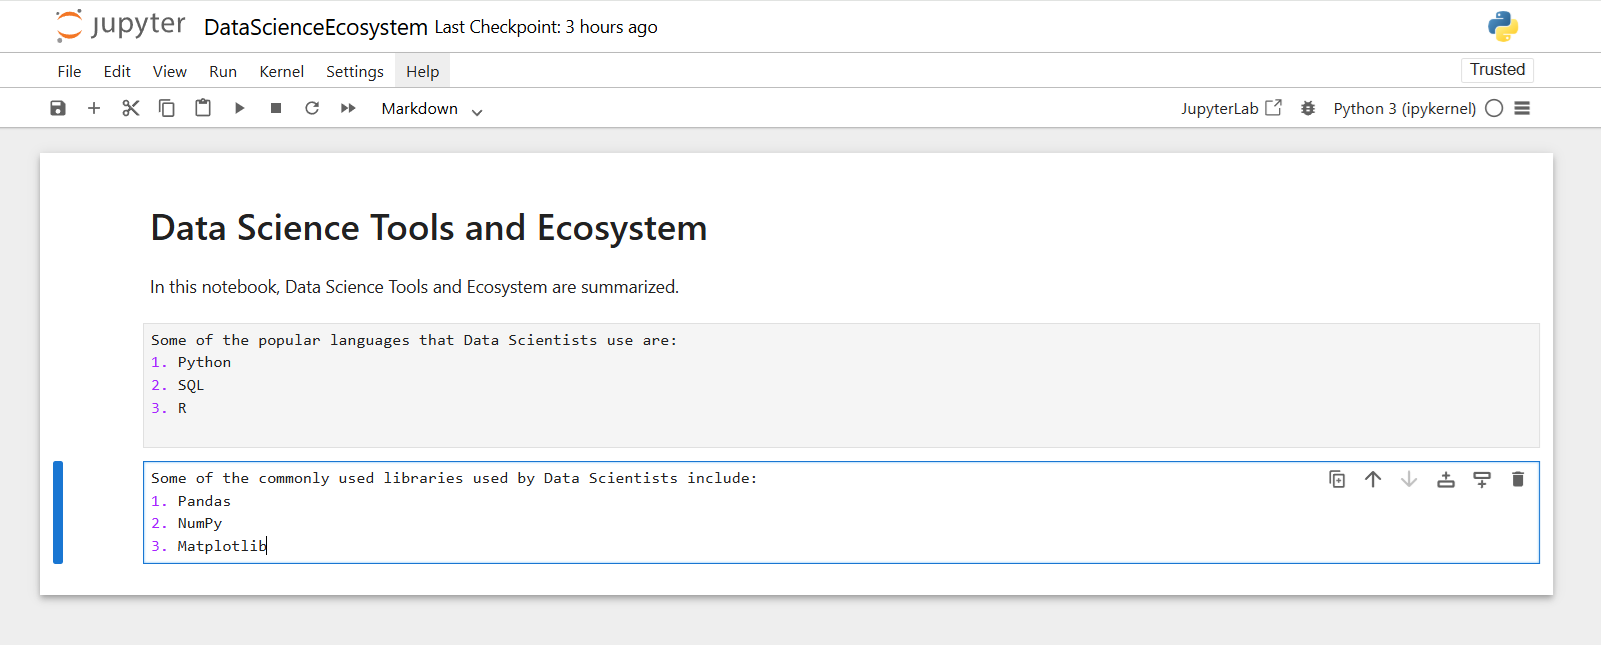 jupyter DataScienceEcosystem Last Checkpoint: 3 hours ago
File Edit View Run Kernel Settings Help Trusted
Markdown JupyterLab Python 3 (ipykernel)
Data Science Tools and Ecosystem
In this notebook, Data Science Tools and Ecosystem are summarized.
Some of the popular languages that Data Scientists use are:
1. Python
2. SQL
3. R
Some of the commonly used libraries used by Data Scientists include:
1. Pandas
2. NumPy
3. Matplotlib